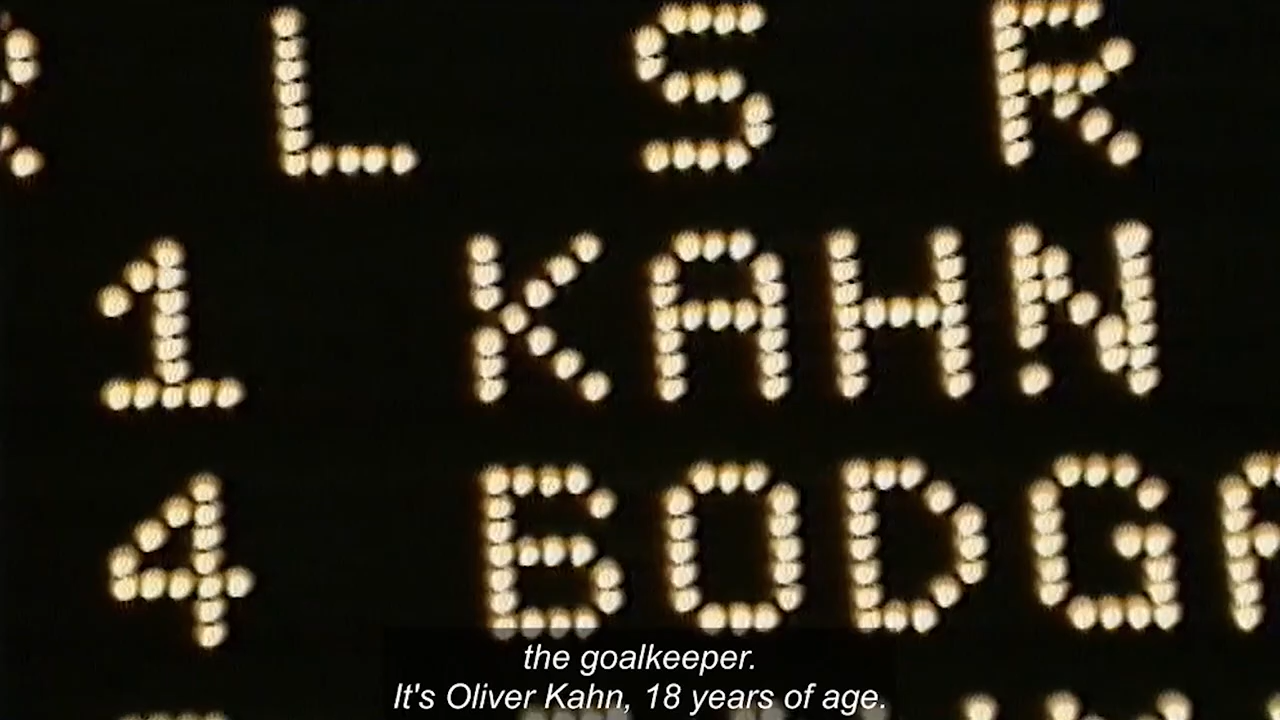 L S R
1 KAHN
4 BODG
the goalkeeper.
It's Oliver Kahn, 18 years of age.